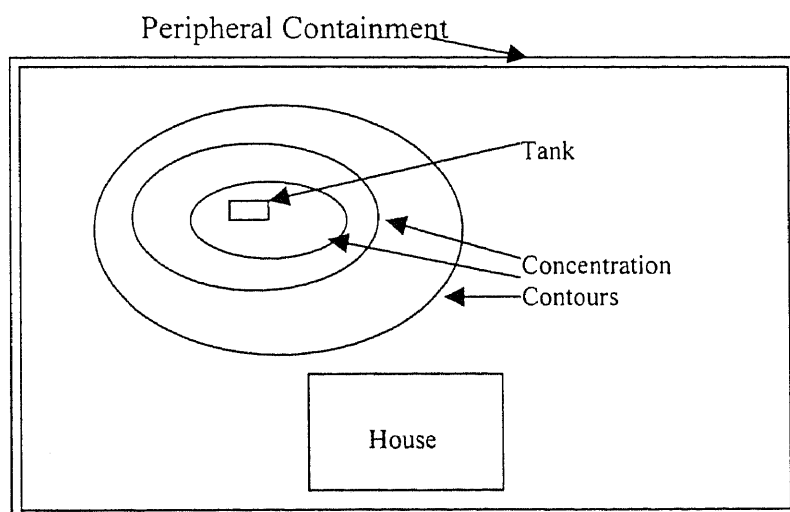 Peripheral Containment
Tank
Concentration
Contours
House